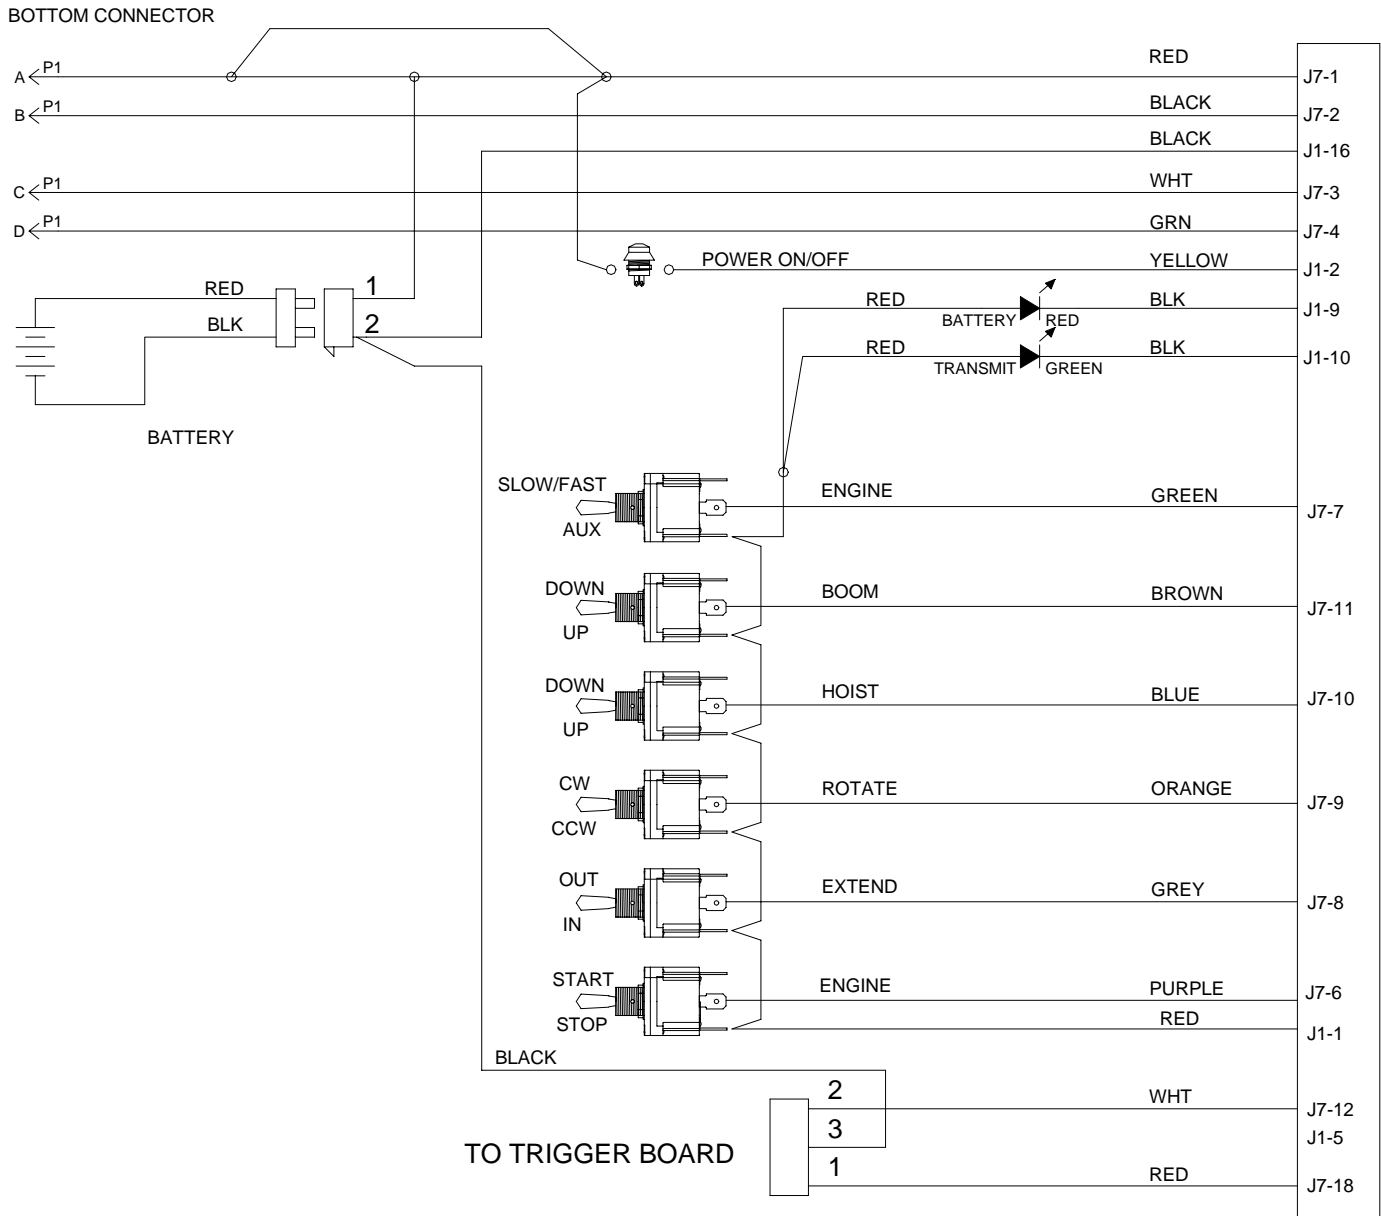 BOTTOM CONNECTOR
A P1 RED J7-1
B P1 BLACK J7-2
BLACK J1-16
C P1 WHT J7-3
D P1 GRN J7-4
POWER ON/OFF YELLOW J1-2
RED 1 RED BLK J1-9
BATTERY RED
BLK 2
RED BLK J1-10
TRANSMIT GREEN
BATTERY
SLOW/FAST ENGINE GREEN J7-7
AUX
DOWN BOOM BROWN J7-11
UP
DOWN HOIST BLUE J7-10
UP
CW ROTATE ORANGE J7-9
CCW
OUT EXTEND GREY J7-8
IN
START ENGINE PURPLE J7-6
STOP RED J1-1
BLACK
2 WHT J7-12
3 J1-5
TO TRIGGER BOARD
1 RED J7-18